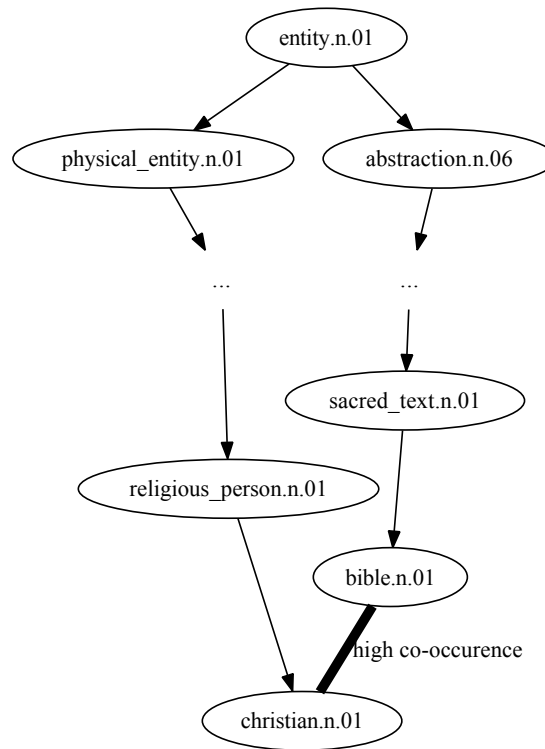 entity.n.01
physical_entity.n.01
abstraction.n.06
...
...
sacred_text.n.01
religious_person.n.01
bible.n.01
high co-occurence
christian.n.01